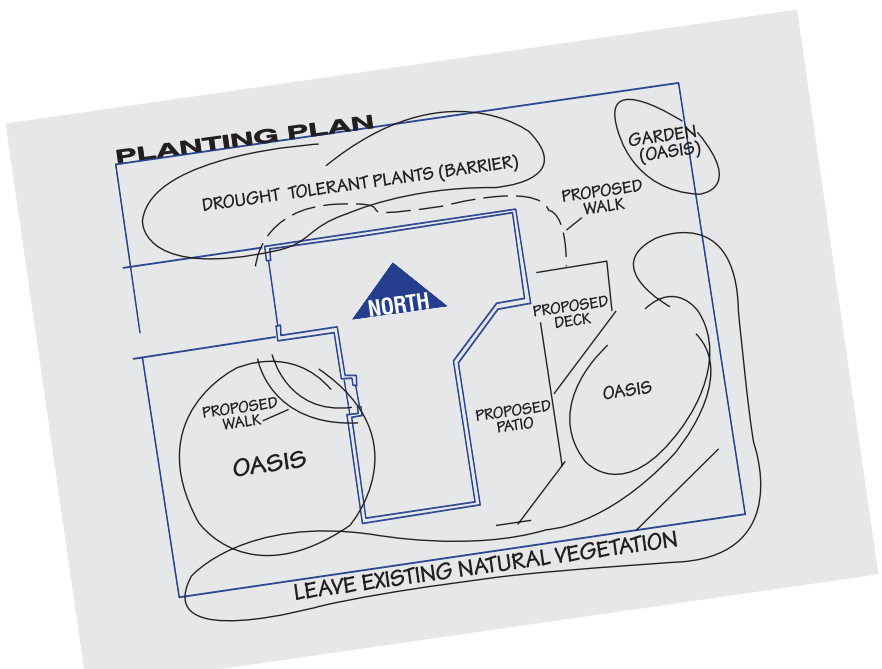 PLANTING PLAN
GARDEN
(OASIS)
DROUGHT TOLERANT PLANTS (BARRIER)
PROPOSED
WALK
NORTH
PROPOSED
DECK
PROPOSED
WALK
PROPOSED
PATIO
OASIS
OASIS
LEAVE EXISTING NATURAL VEGETATION